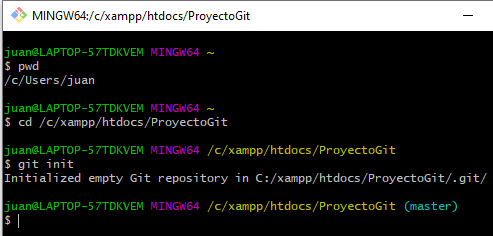 MINGW64:/c/xampp/htdocs/ProyectoGit
juan@LAPTOP-57TDKVEM MINGW64 ~
$ pwd
/c/Users/juan
juan@LAPTOP-57TDKVEM MINGW64 ~
$ cd /c/xampp/htdocs/ProyectoGit
juan@LAPTOP-57TDKVEM MINGW64 /c/xampp/htdocs/ProyectoGit
$ git init
Initialized empty Git repository in C:/xampp/htdocs/ProyectoGit/.git/
juan@LAPTOP-57TDKVEM MINGW64 /c/xampp/htdocs/ProyectoGit (master)
$